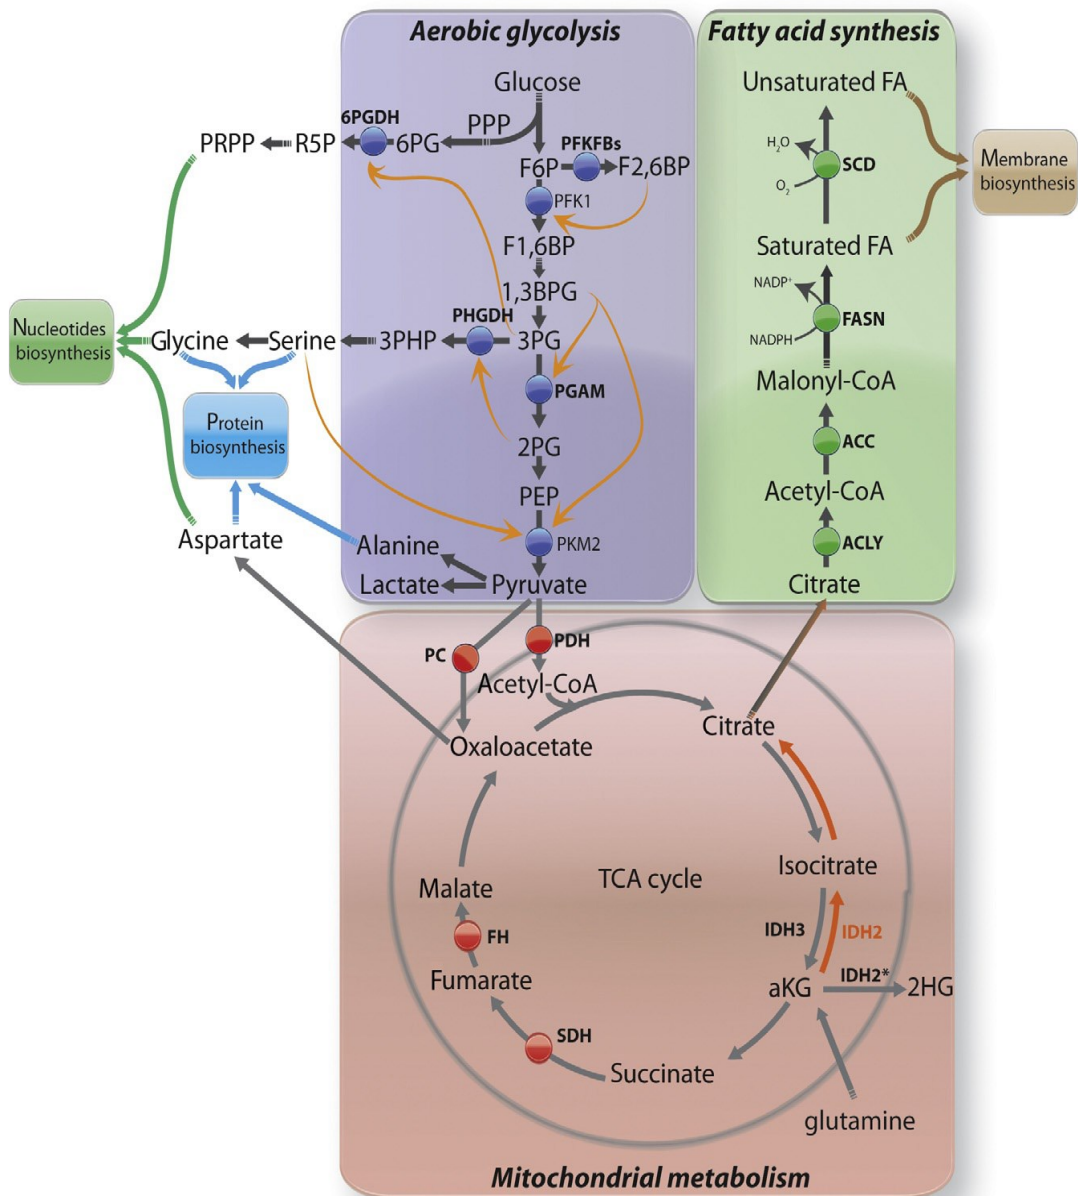 Aerobic glycolysis
Fatty acid synthesis
Glucose
6PGDH
PPP
PRPP
R5P
6PG
PFKFBs
F6P
F2,6BP
PFK1
F1,6BP
1,3BPG
PHGDH
Glycine
Serine
3PHP
3PG
PGAM
2PG
PEP
PKM2
Alanine
Lactate
Pyruvate
Nucleotides
biosynthesis
Protein
biosynthesis
Aspartate
Unsaturated FA
H₂O
SCD
O₂
Saturated FA
NADP⁺
FASN
NADPH
Malonyl-CoA
ACC
Acetyl-CoA
ACLY
Citrate
Membrane
biosynthesis
PC
PDH
Acetyl-CoA
Oxaloacetate
Citrate
Isocitrate
TCA cycle
Malate
IDH3
IDH2
FH
IDH2*
Fumarate
aKG
2HG
SDH
Succinate
glutamine
Mitochondrial metabolism